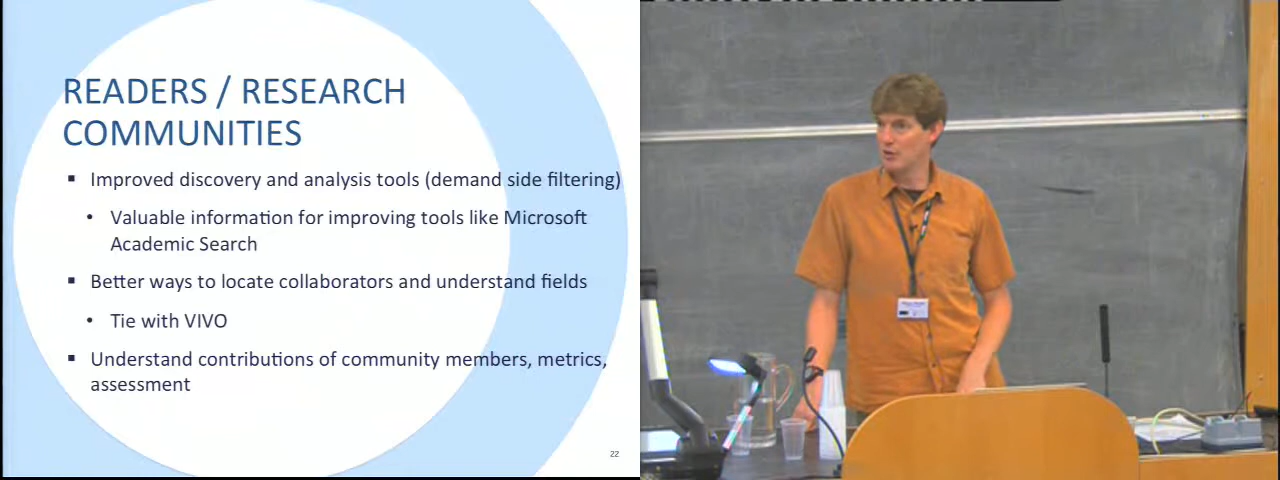 READERS / RESEARCH
COMMUNITIES
▪ Improved discovery and analysis tools (demand side filtering)
• Valuable information for improving tools like Microsoft
Academic Search
▪ Better ways to locate collaborators and understand fields
• Tie with VIVO
▪ Understand contributions of community members, metrics,
assessment
22